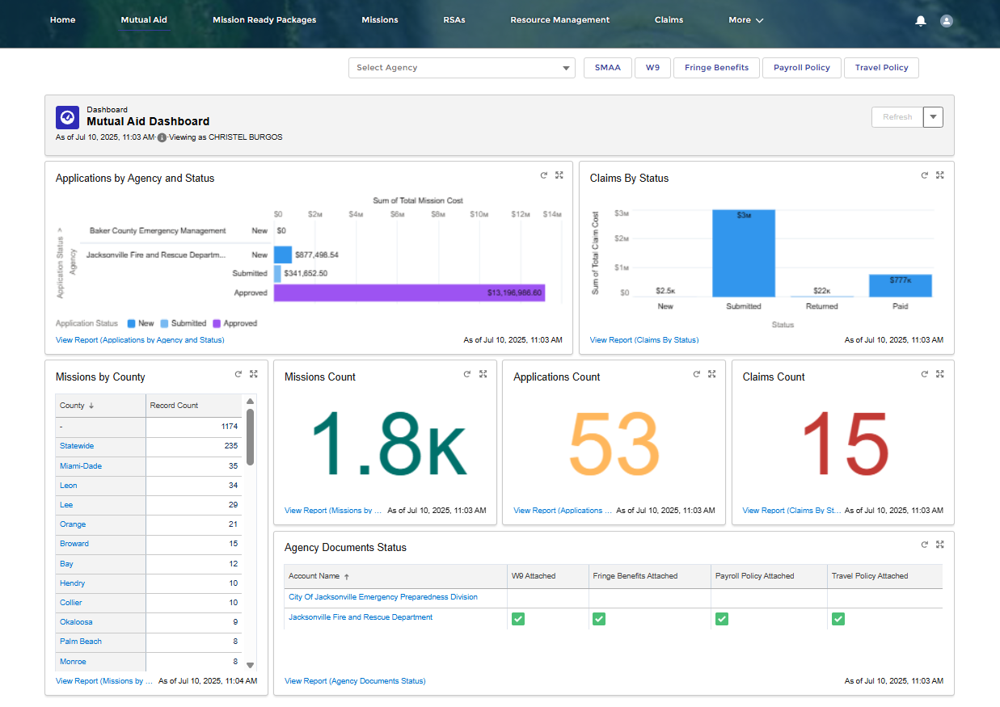 Home Mutual Aid Mission Ready Packages Missions RSAs Resource Management Claims More
Select Agency SMAA W9 Fringe Benefits Payroll Policy Travel Policy
Dashboard
Mutual Aid Dashboard
As of Jul 10, 2025, 11:03 AM·Viewing as CHRISTEL BURGOS
Refresh
Applications by Agency and Status
Sum of Total Mission Cost
$0 $2M $4M $6M $8M $10M $12M $14M
Application Status >
Agency
Baker County Emergency Management New $0
Jacksonville Fire and Rescue Departm... New $877,498.54
Submitted $341,652.50
Approved $13,196,986.60
Application Status New Submitted Approved
View Report (Applications by Agency and Status) As of Jul 10, 2025, 11:03 AM
Claims By Status
Sum of Total Claim Cost
$3M
$2M
$1M
$0
$2.5K $3M $22K $777K
New Submitted Returned Paid
Status
View Report (Claims By Status) As of Jul 10, 2025, 11:03 AM
Missions by County
County ↓ Record Count
- 1174
Statewide 235
Miami-Dade 35
Leon 34
Lee 29
Orange 21
Broward 15
Bay 12
Hendry 10
Collier 10
Okaloosa 9
Palm Beach 8
Monroe 8
View Report (Missions by ... As of Jul 10, 2025, 11:04 AM
Missions Count
1.8K
View Report (Missions by ... As of Jul 10, 2025, 11:03 AM
Applications Count
53
View Report (Applications ... As of Jul 10, 2025, 11:03 AM
Claims Count
15
View Report (Claims By St... As of Jul 10, 2025, 11:03 AM
Agency Documents Status
Account Name ↑ W9 Attached Fringe Benefits Attached Payroll Policy Attached Travel Policy Attached
City Of Jacksonville Emergency Preparedness Division
Jacksonville Fire and Rescue Department
View Report (Agency Documents Status) As of Jul 10, 2025, 11:03 AM